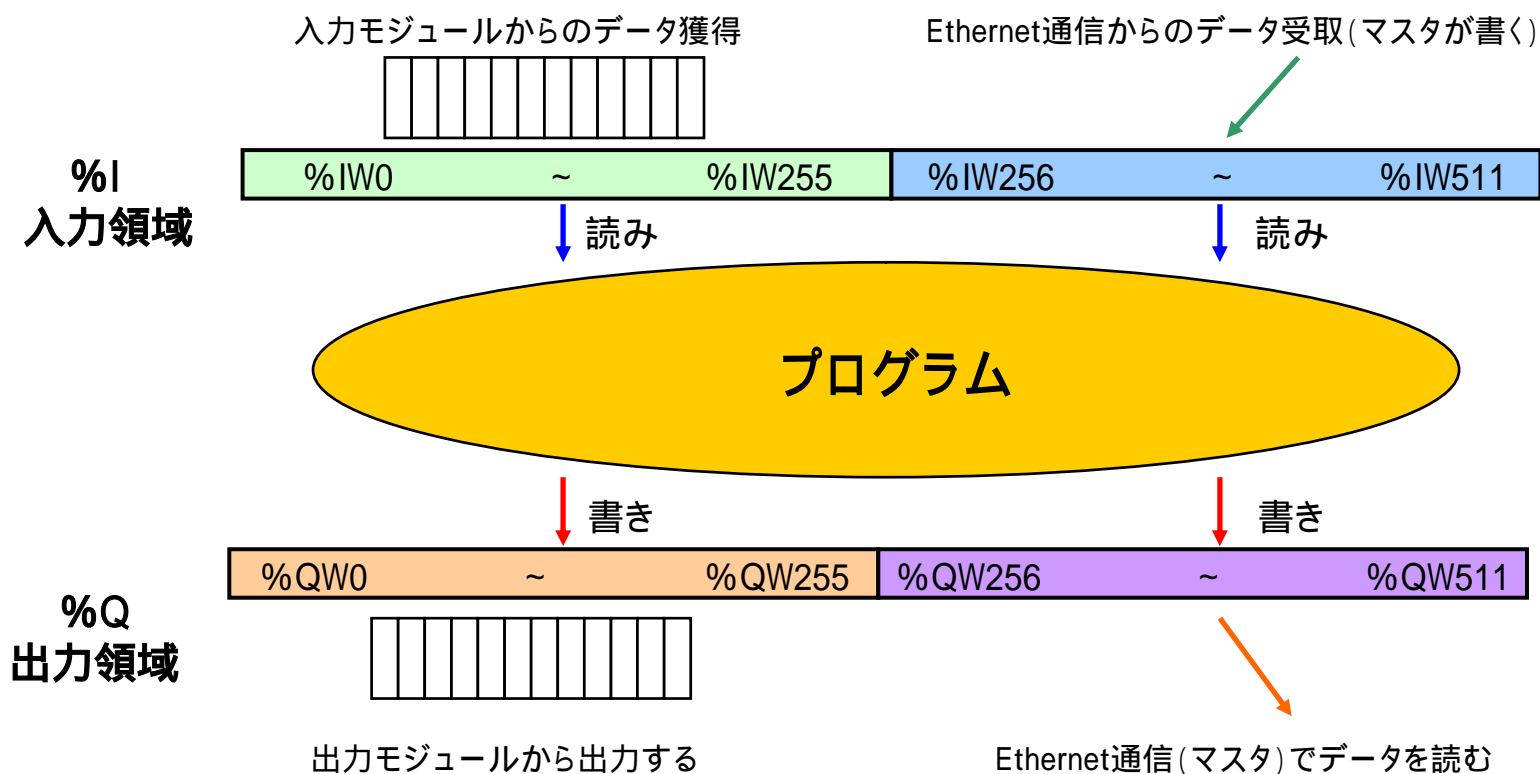 入力モジュールからのデータ獲得
Ethernet通信からのデータ受取(マスタが書く)
%I
入力領域
%IW0 ~ %IW255
%IW256 ~ %IW511
読み
読み
プログラム
書き
書き
%Q
出力領域
%QW0 ~ %QW255
%QW256 ~ %QW511
出力モジュールから出力する
Ethernet通信(マスタ)でデータを読む